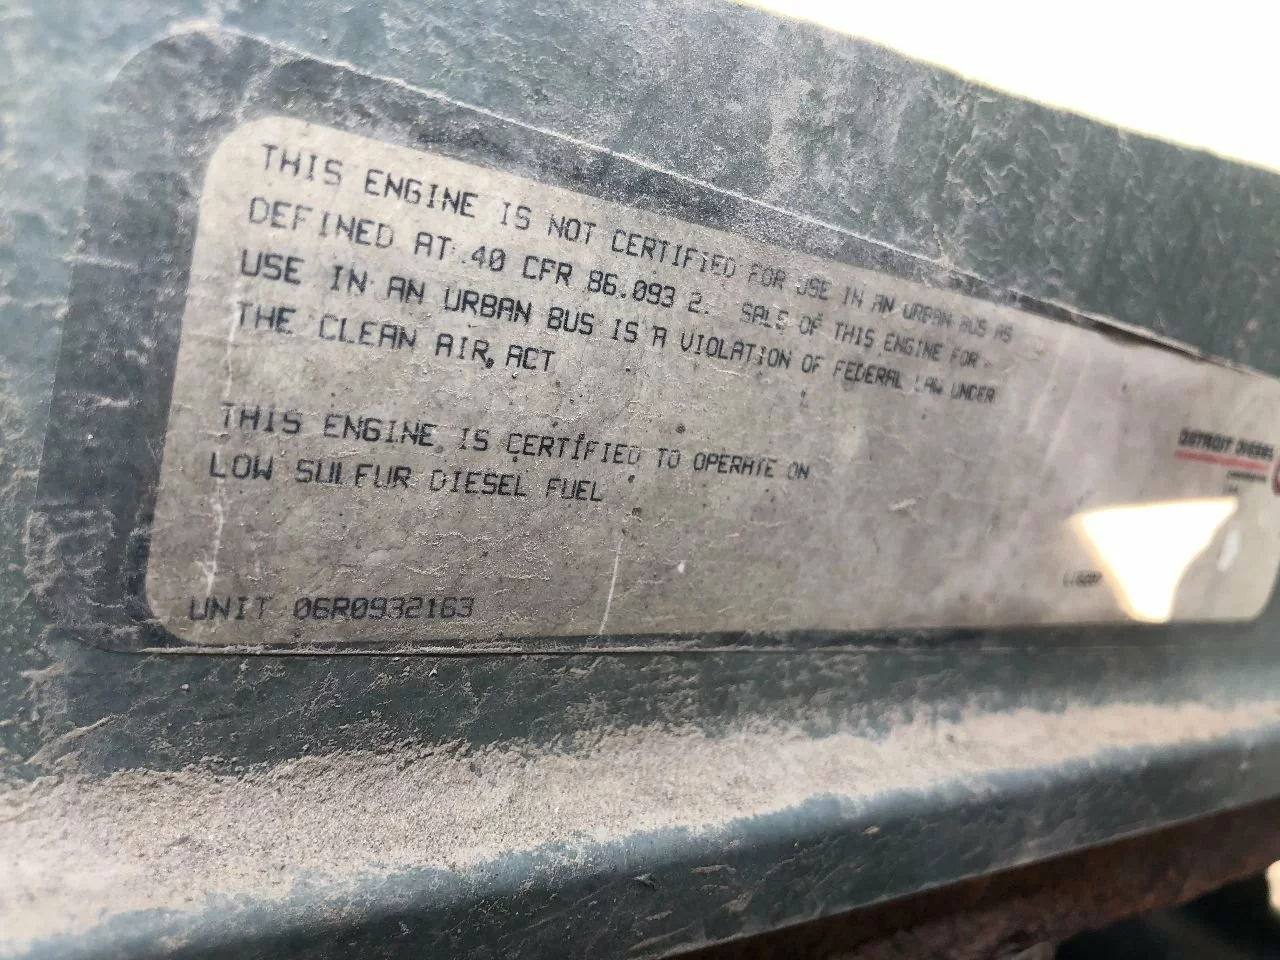 THIS ENGINE IS NOT CERTIFIED FOR USE IN AN URBAN BUS AS
DEFINED AT 40 CFR 86.093 2. SALE OF THIS ENGINE FOR
USE IN AN URBAN BUS IS A VIOLATION OF FEDERAL LAW UNDER
THE CLEAN AIR ACT
THIS ENGINE IS CERTIFIED TO OPERATE ON
LOW SULFUR DIESEL FUEL
DETROIT DIESEL
UNIT 06R0932163